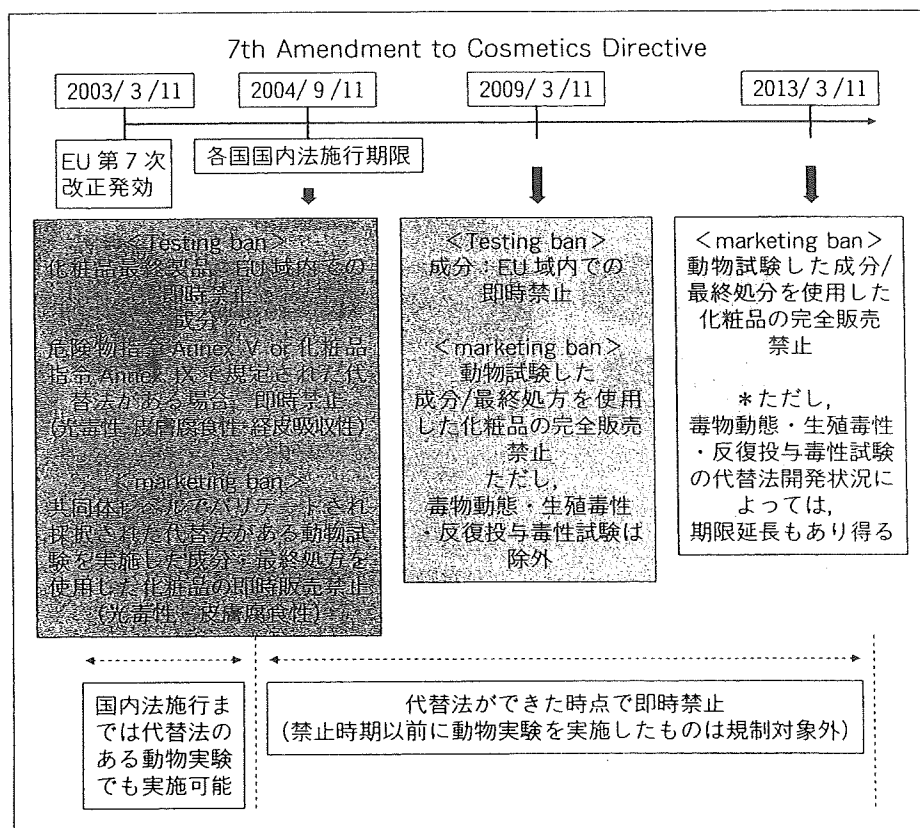 7th Amendment to Cosmetics Directive
2003/ 3 /11
2004/ 9 /11
2009/ 3 /11
2013/ 3 /11
EU 第 7 次
改正発効
各国国内法施行期限
<Testing ban>
化粧品最終製品：EU 域内での
即時禁止
成分：
危険物指令 Annex V or 化粧品
指令 Annex IX で規定された代
替法がある場合，即時禁止
(光毒性・皮膚腐食性・経皮吸収性)
<marketing ban>
共同体レベルでバリデートされ
採択された代替法がある動物試
験を実施した成分・最終処方を
使用した化粧品の即時販売禁止
(光毒性・皮膚腐食性)
<Testing ban>
成分：EU 域内での
即時禁止
<marketing ban>
動物試験した
成分/最終処方を使用
した化粧品の完全販売
禁止
ただし，
毒物動態・生殖毒性
・反復投与毒性試験は
除外
<marketing ban>
動物試験した成分/
最終処分を使用した
化粧品の完全販売
禁止
＊ただし，
毒物動態・生殖毒性
・反復投与毒性試験
の代替法開発状況に
よっては，
期限延長もあり得る
国内法施行ま
では代替法の
ある動物実験
でも実施可能
代替法ができた時点で即時禁止
(禁止時期以前に動物実験を実施したものは規制対象外)